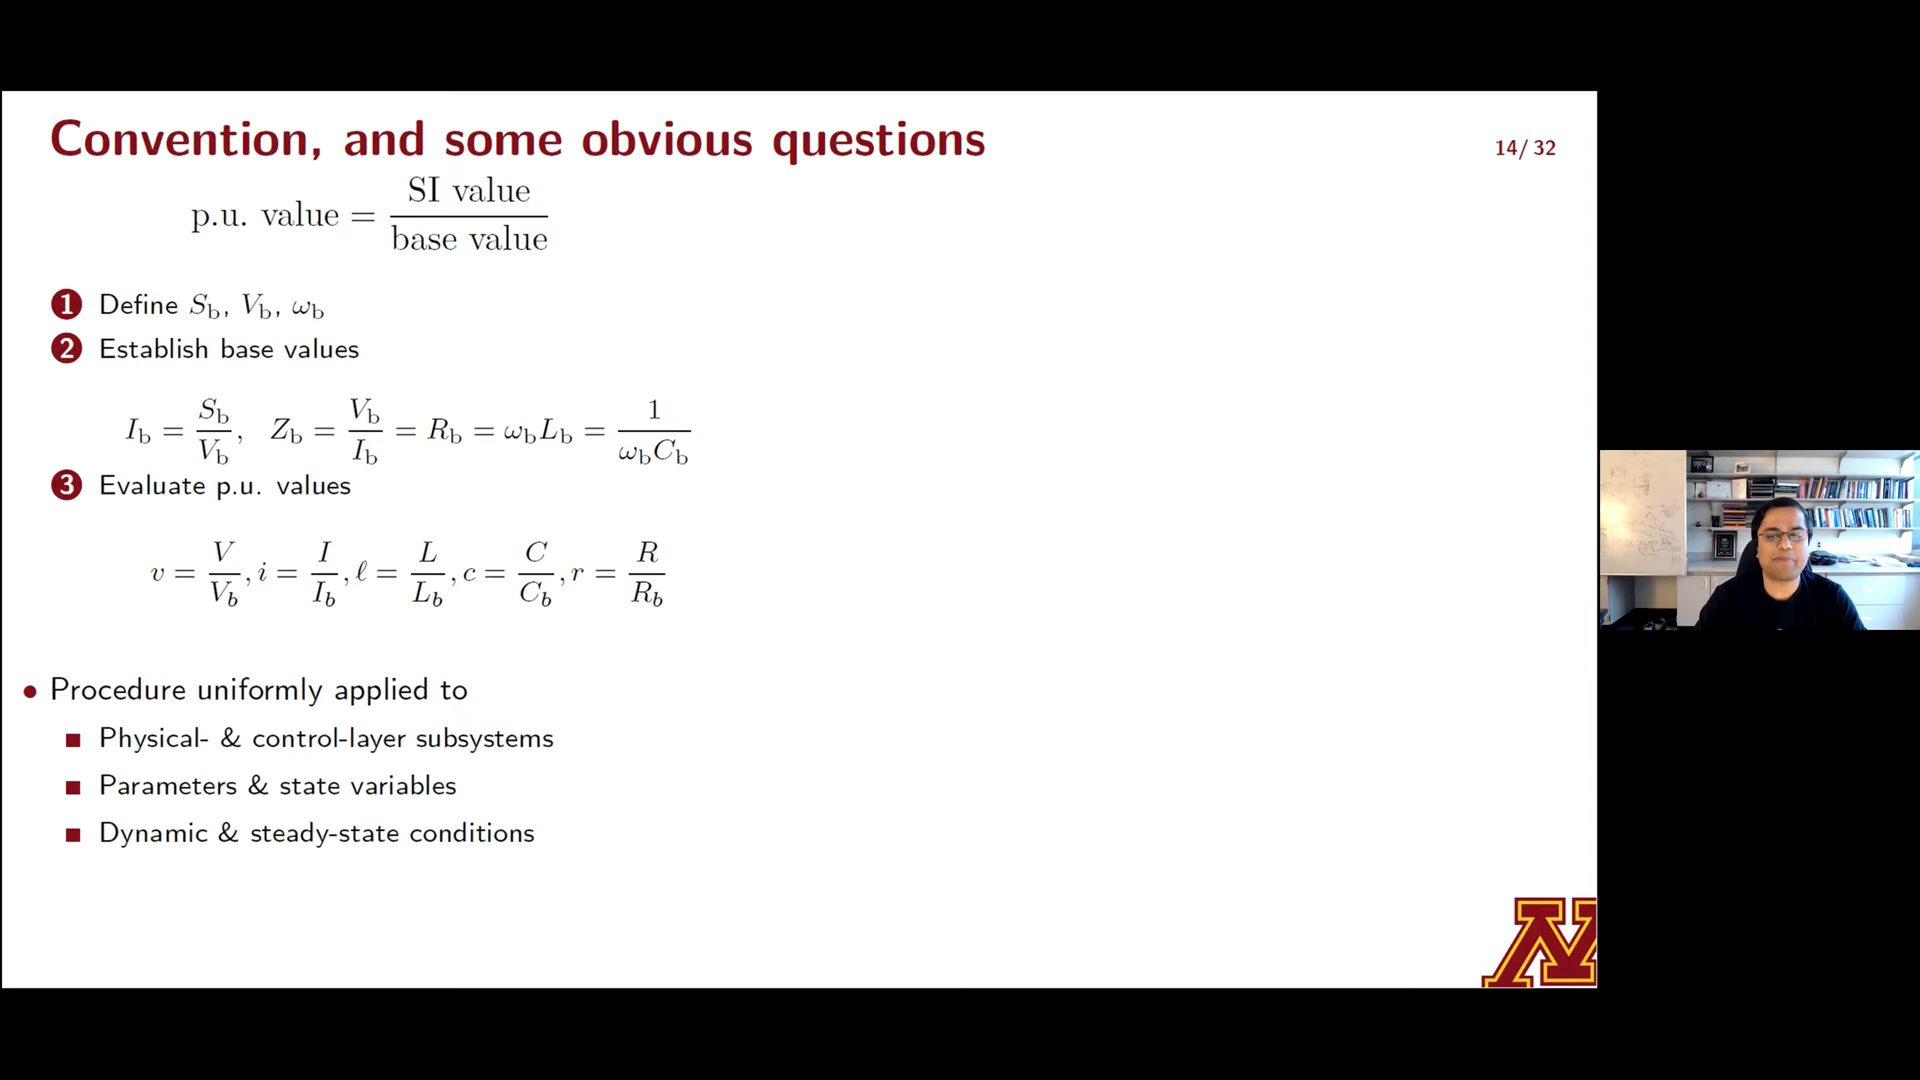 Convention, and some obvious questions
14/ 32
p.u. value = SI value / base value
1 Define S_b, V_b, ω_b
2 Establish base values
I_b = S_b / V_b, Z_b = V_b / I_b = R_b = ω_b L_b = 1 / ω_b C_b
3 Evaluate p.u. values
v = V / V_b, i = I / I_b, ℓ = L / L_b, c = C / C_b, r = R / R_b
• Procedure uniformly applied to
■ Physical- & control-layer subsystems
■ Parameters & state variables
■ Dynamic & steady-state conditions